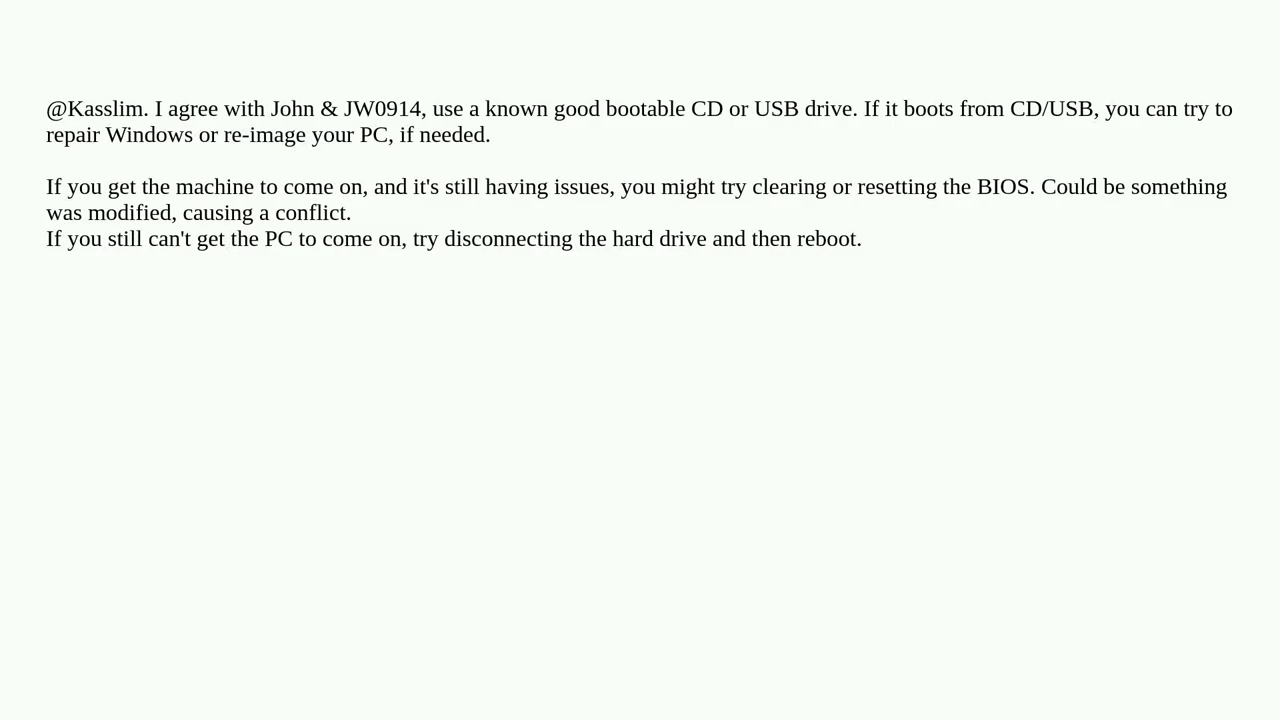 @Kasslim. I agree with John & JW0914, use a known good bootable CD or USB drive. If it boots from CD/USB, you can try to
repair Windows or re-image your PC, if needed.
If you get the machine to come on, and it's still having issues, you might try clearing or resetting the BIOS. Could be something
was modified, causing a conflict.
If you still can't get the PC to come on, try disconnecting the hard drive and then reboot.